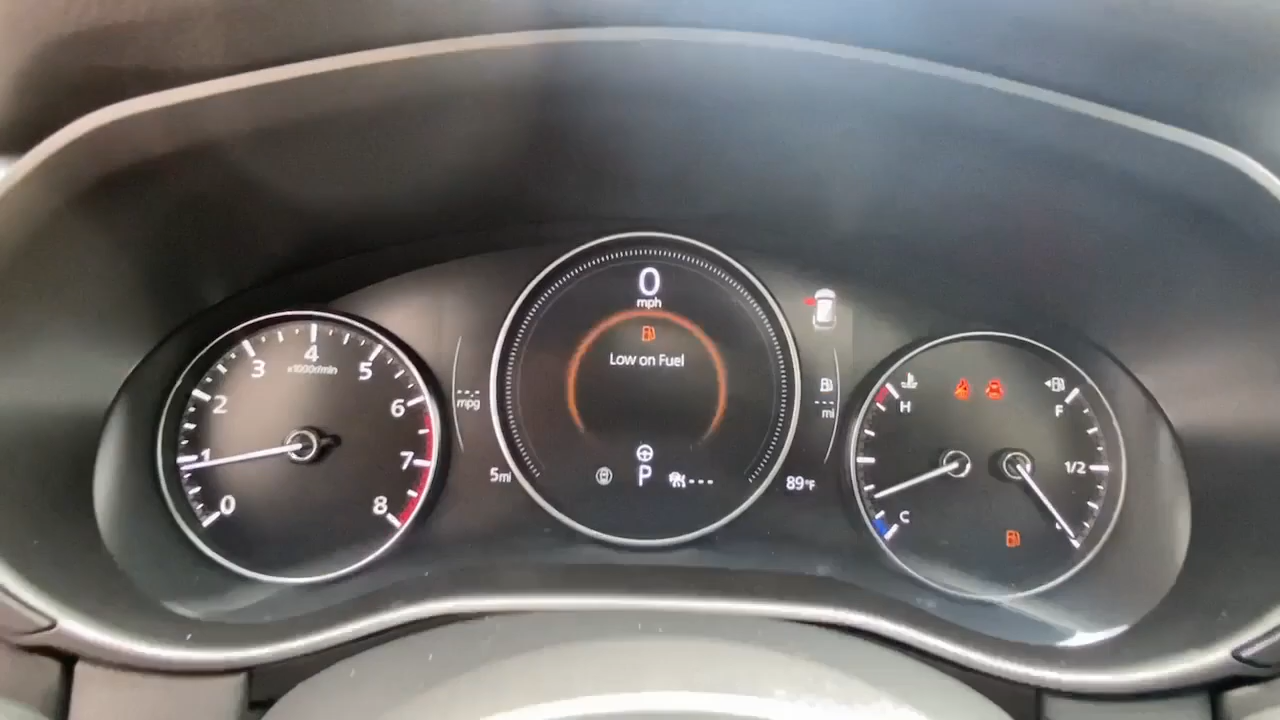 0
mph
Low on Fuel
P
---
5mi
89°F
---
mpg
---
mi
0
1
2
3
4
5
6
7
8
x1000r/min
H
C
F
1/2